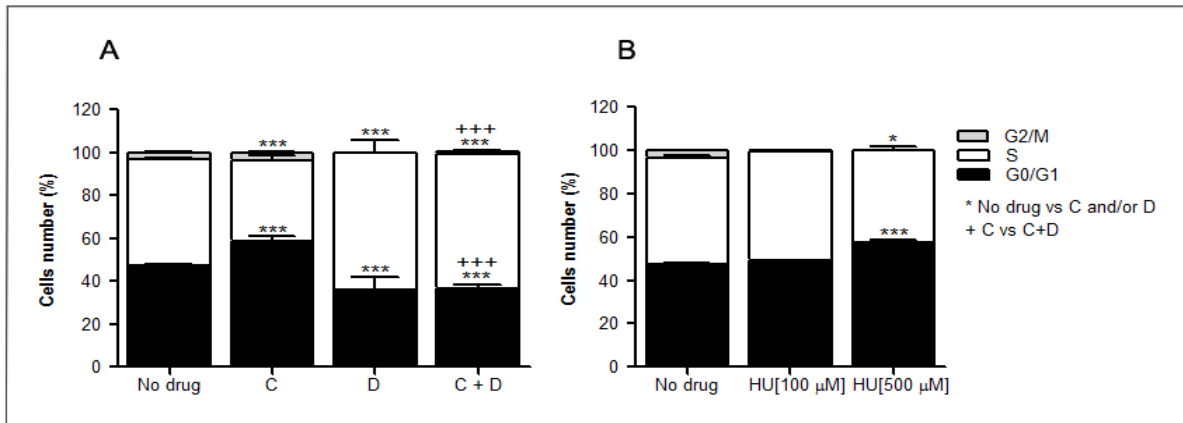 A
120
100
80
60
40
20
0
Cells number (%)
***
***
***
***
+++
***
+++
***
No drug
C
D
C + D
B
120
100
80
60
40
20
0
Cells number (%)
*
***
No drug
HU[100 μM]
HU[500 μM]
G2/M
S
G0/G1
* No drug vs C and/or D
+ C vs C+D